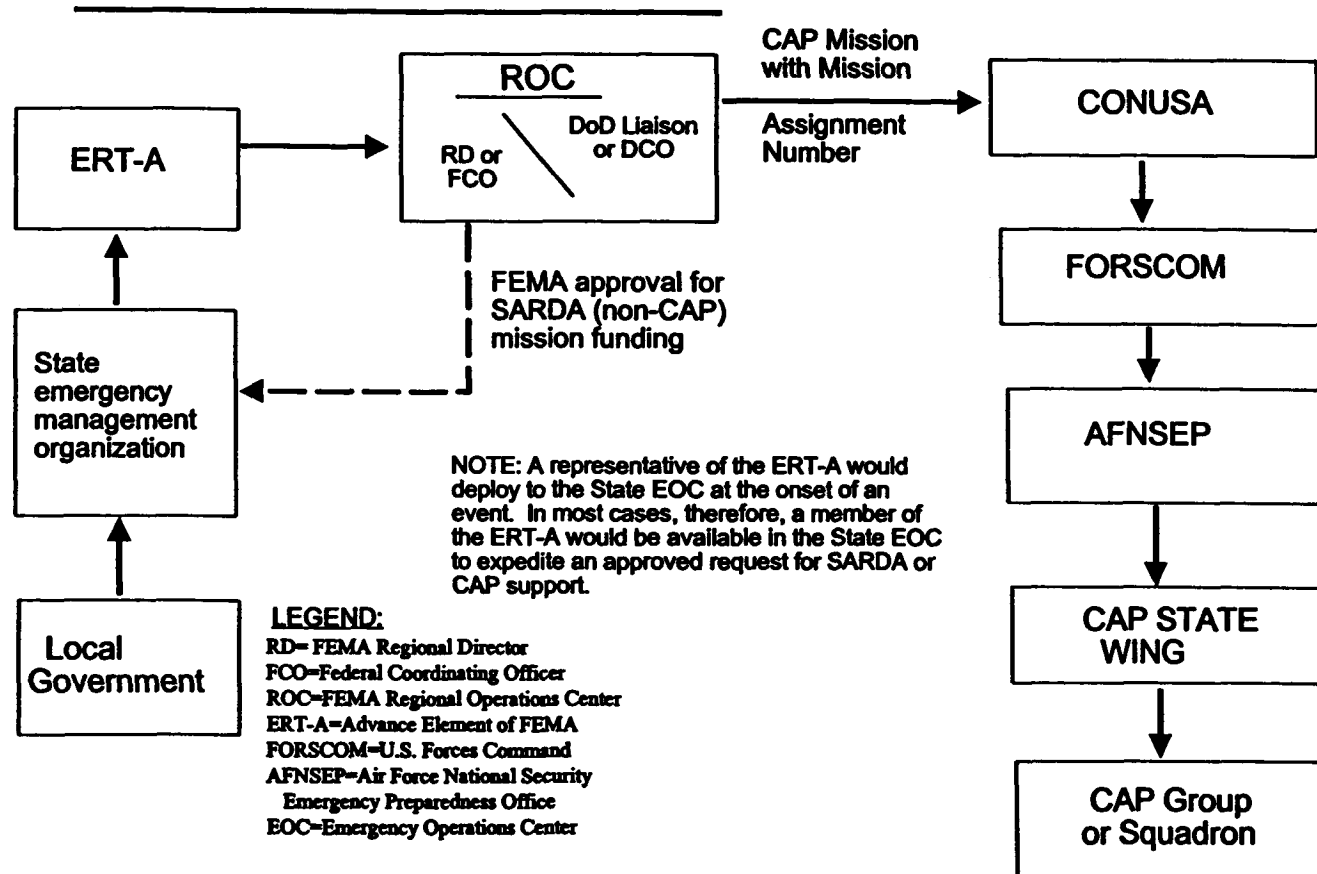 ROC
RD or
FCO
DoD Liaison
or DCO
CAP Mission
with Mission
Assignment
Number
CONUSA
ERT-A
FORSCOM
FEMA approval for
SARDA (non-CAP)
mission funding
State
emergency
management
organization
AFNSEP
NOTE: A representative of the ERT-A would
deploy to the State EOC at the onset of an
event. In most cases, therefore, a member of
the ERT-A would be available in the State EOC
to expedite an approved request for SARDA or
CAP support.
Local
Government
LEGEND:
RD= FEMA Regional Director
FCO=Federal Coordinating Officer
ROC=FEMA Regional Operations Center
ERT-A=Advance Element of FEMA
FORSCOM=U.S. Forces Command
AFNSEP=Air Force National Security
Emergency Preparedness Office
EOC=Emergency Operations Center
CAP STATE
WING
CAP Group
or Squadron